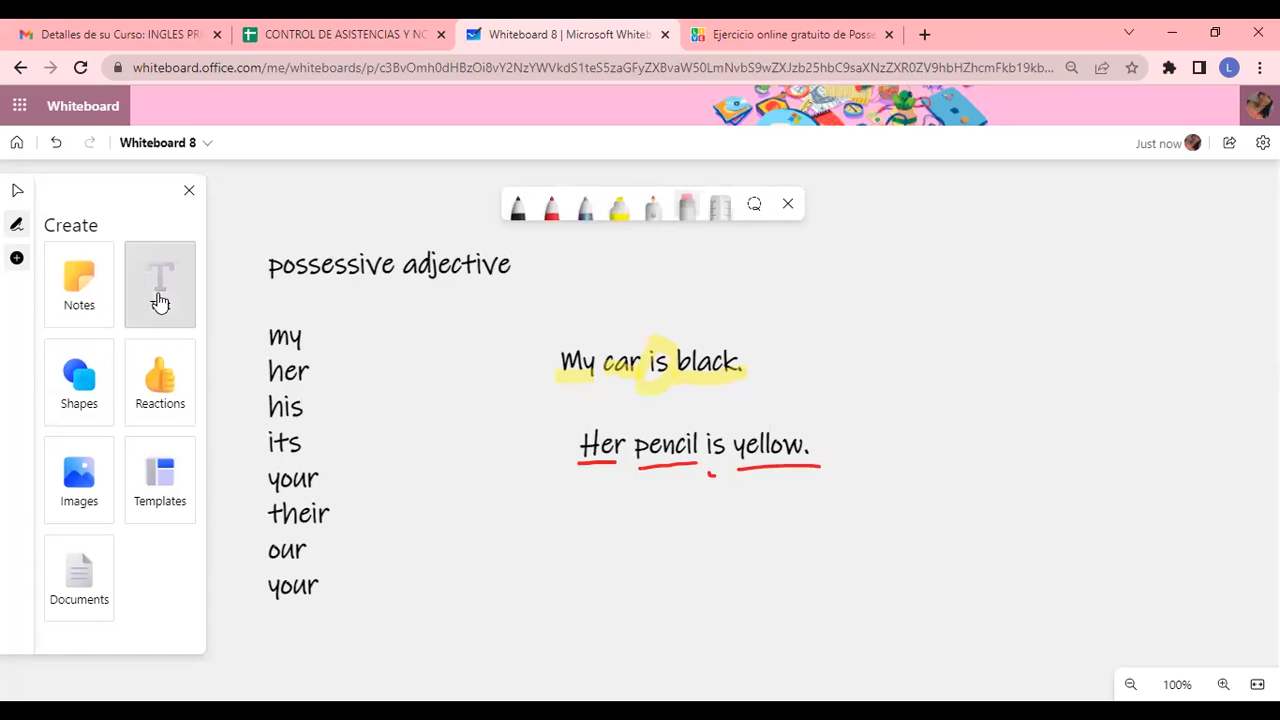 Detalles de su Curso: INGLES PRI
CONTROL DE ASISTENCIAS Y NO
Whiteboard 8 | Microsoft Whiteb
Ejercicio online gratuito de Posse
Whiteboard
Whiteboard 8
Just now
Create
Notes
Shapes
Reactions
Images
Templates
Documents
possessive adjective
my
her
his
its
your
their
our
your
My car is black.
Her pencil is yellow.
100%